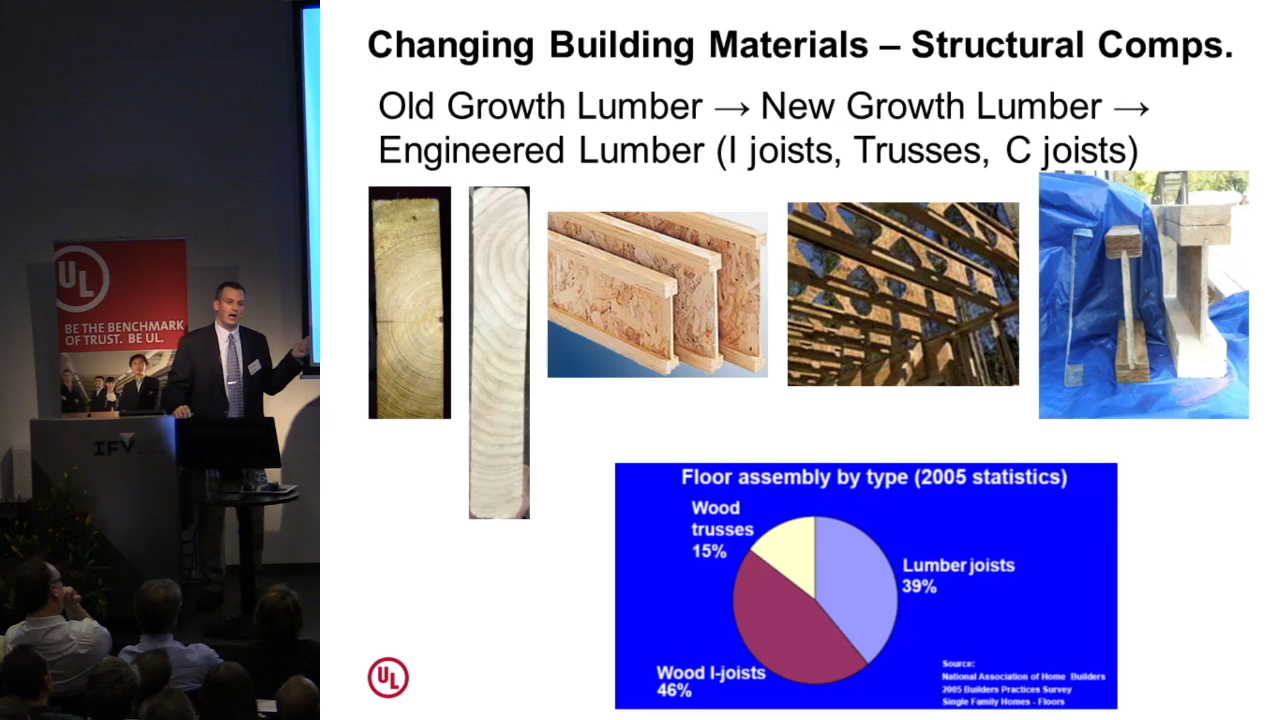 Changing Building Materials – Structural Comps.
Old Growth Lumber → New Growth Lumber →
Engineered Lumber (I joists, Trusses, C joists)
UL
BE THE BENCHMARK
OF TRUST. BE UL.
IFV
Floor assembly by type (2005 statistics)
Wood
trusses
15%
Lumber joists
39%
Wood I-joists
46%
Source:
National Association of Home Builders
2005 Builders Practices Survey
Single Family Homes - Floors
UL